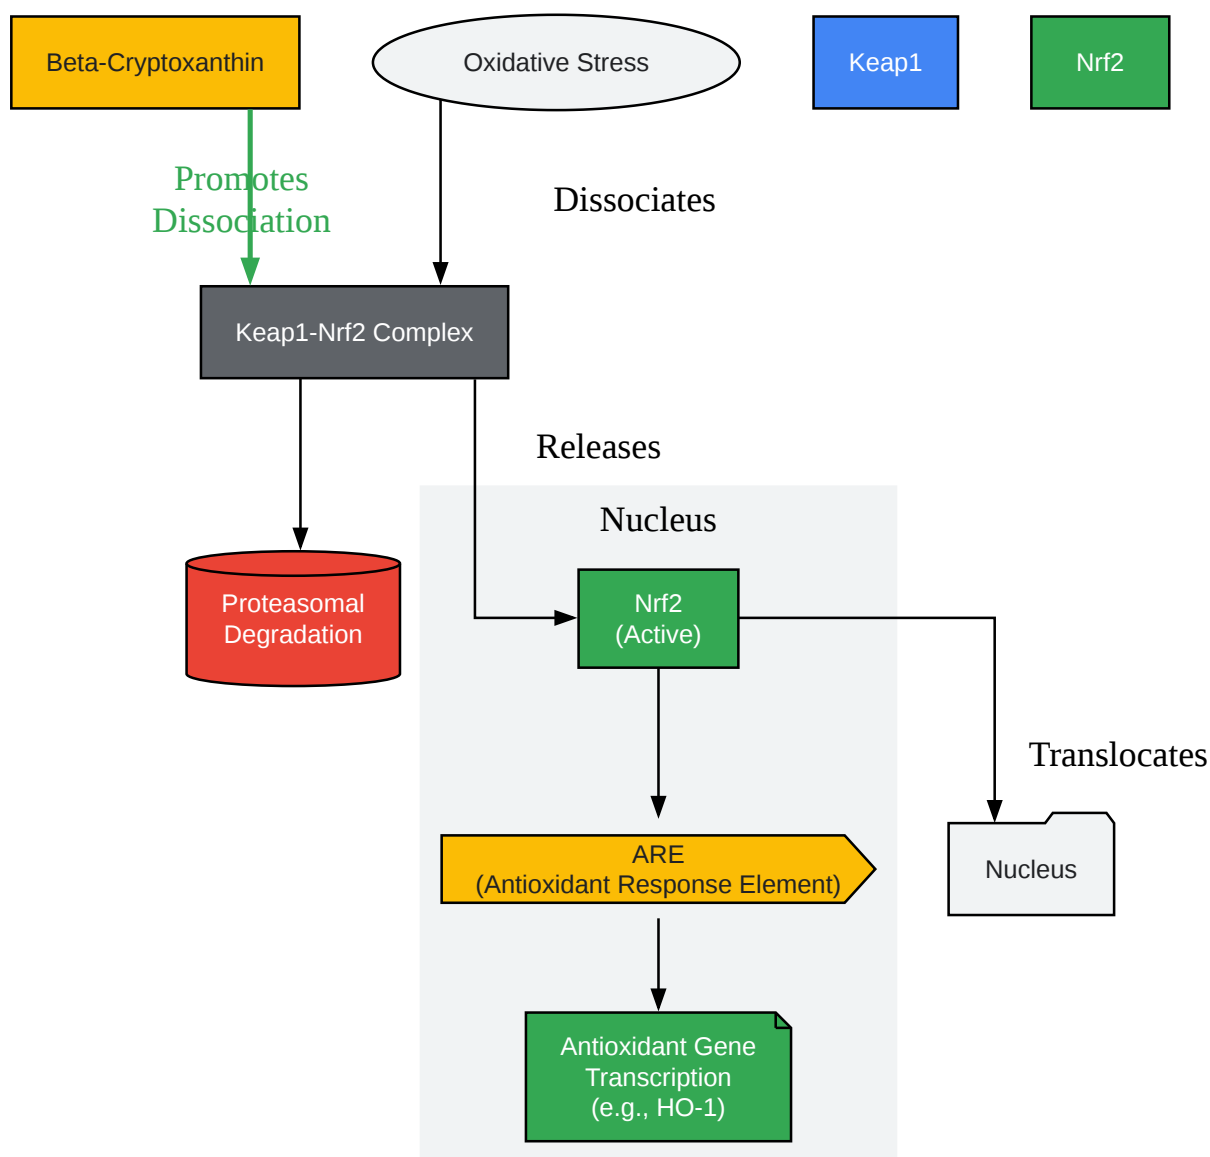 Beta-Cryptoxanthin
Oxidative Stress
Keap1
Nrf2
Promotes
Dissociation
Dissociates
Keap1-Nrf2 Complex
Releases
Nucleus
Proteasomal
Degradation
Nrf2
(Active)
Translocates
ARE
(Antioxidant Response Element)
Nucleus
Antioxidant Gene
Transcription
(e.g., HO-1)